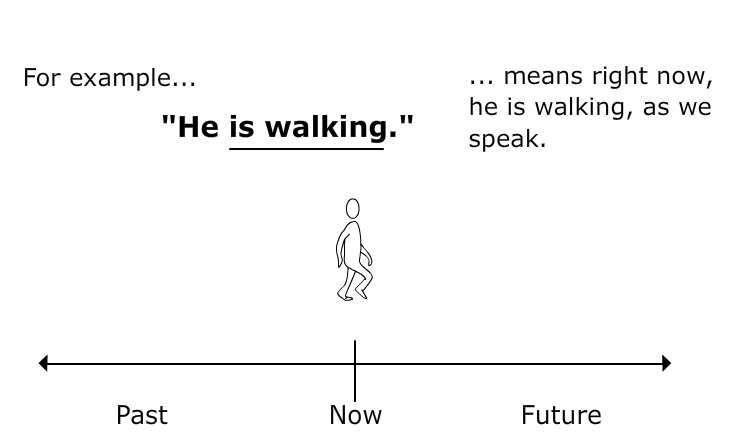 For example...
"He is walking."
... means right now,
he is walking, as we
speak.
Past Now Future